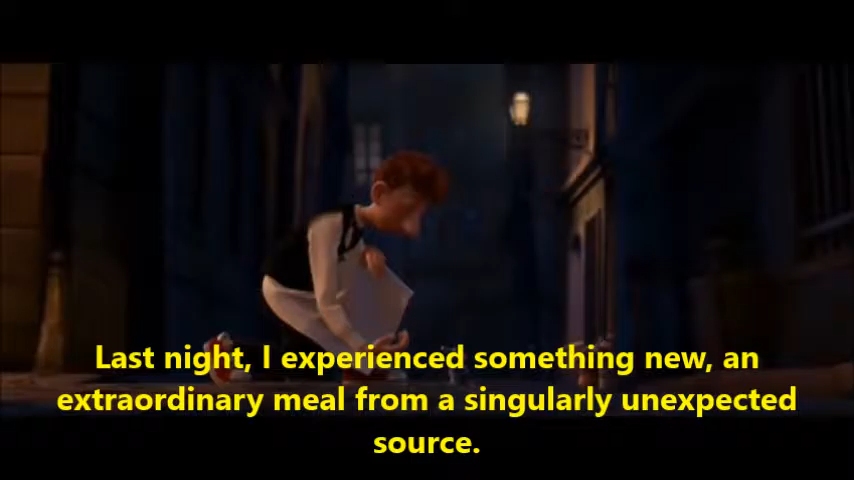 Last night, I experienced something new, an
extraordinary meal from a singularly unexpected
source.